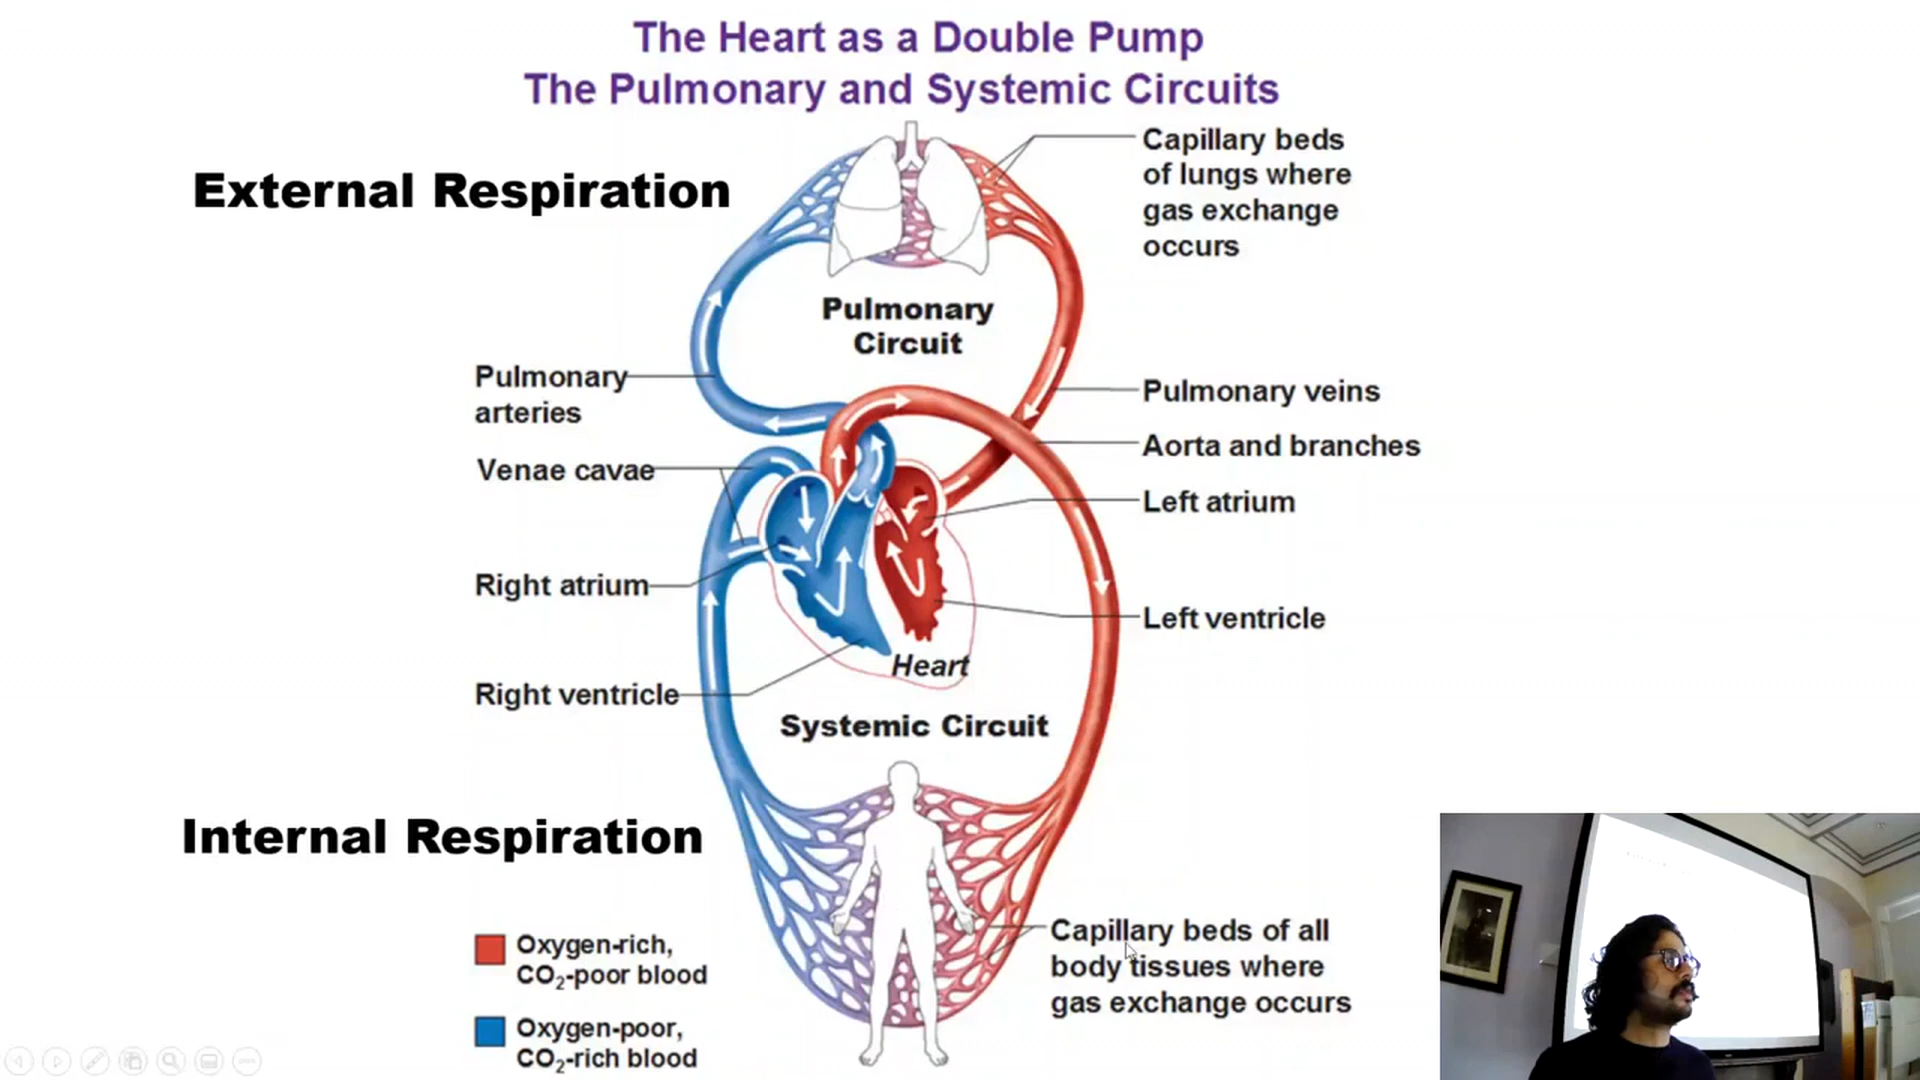 The Heart as a Double Pump
The Pulmonary and Systemic Circuits
External Respiration
Capillary beds
of lungs where
gas exchange
occurs
Pulmonary
Circuit
Pulmonary
arteries
Pulmonary veins
Aorta and branches
Venae cavae
Left atrium
Right atrium
Left ventricle
Heart
Right ventricle
Systemic Circuit
Internal Respiration
Capillary beds of all
body tissues where
gas exchange occurs
Oxygen-rich,
CO₂-poor blood
Oxygen-poor,
CO₂-rich blood